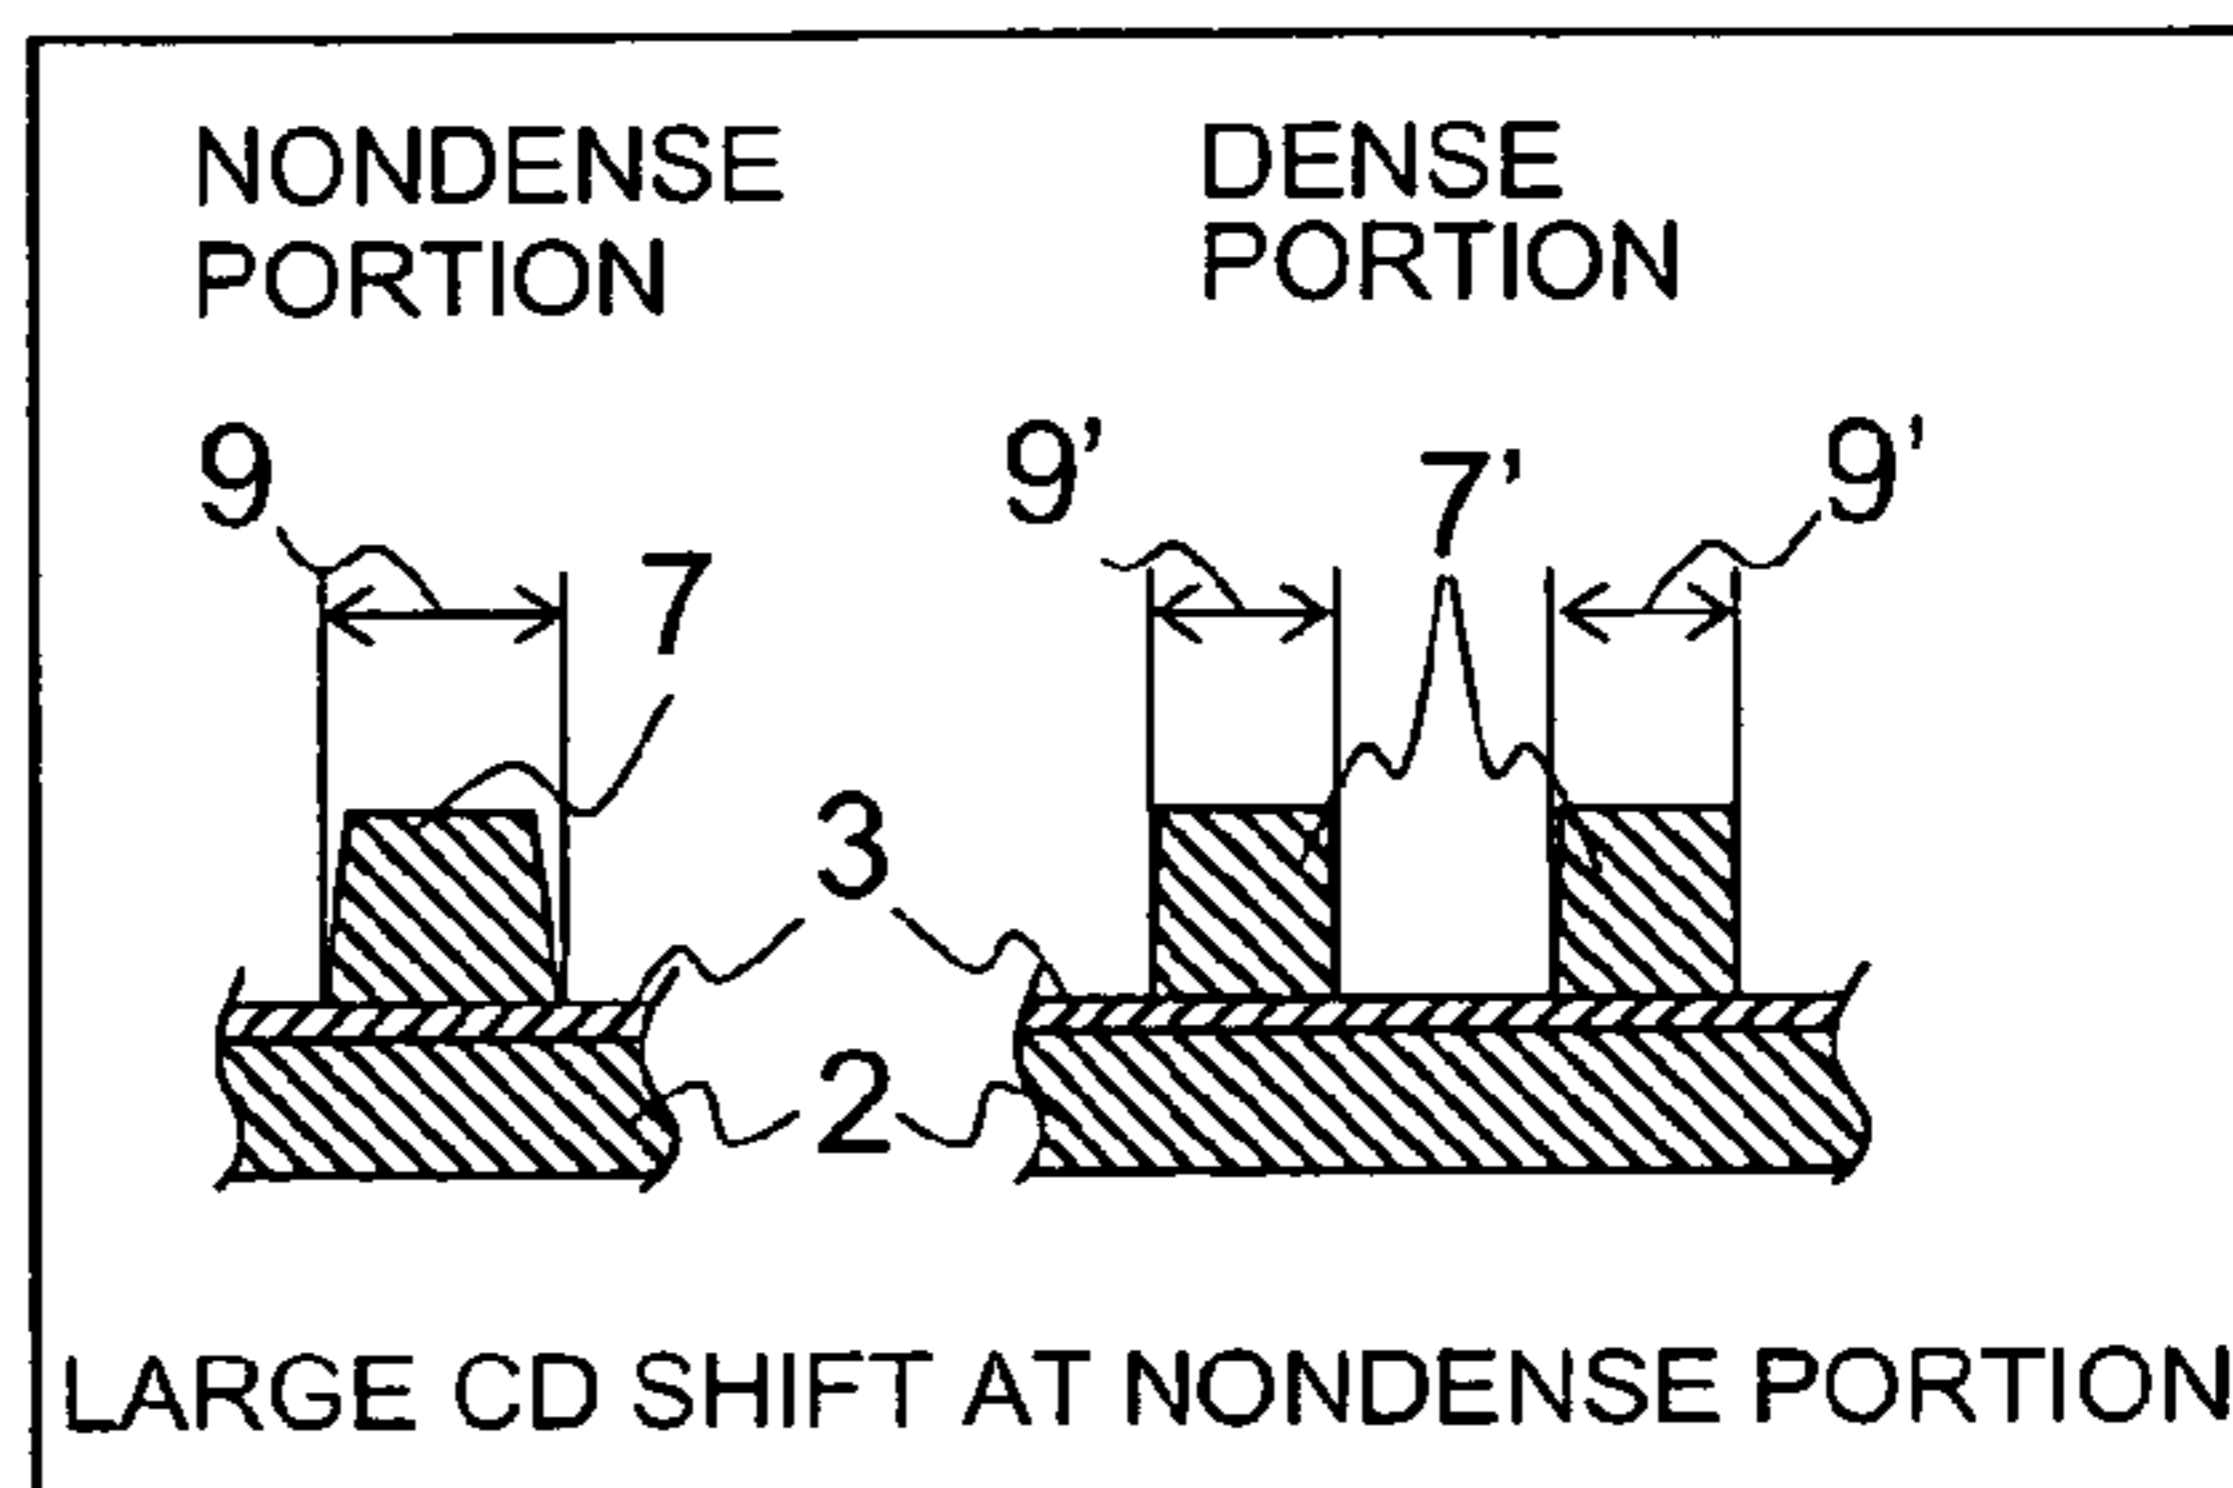 NONDENSE
PORTION
DENSE
PORTION
9
7
9'
7'
9'
3
2
LARGE CD SHIFT AT NONDENSE PORTION